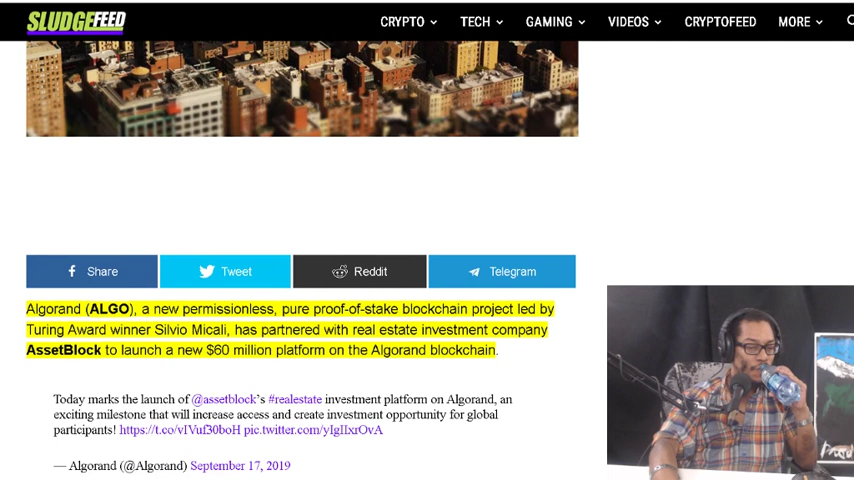 SLUDGEFEED
CRYPTO TECH GAMING VIDEOS CRYPTOFEED MORE
Share Tweet Reddit Telegram
Algorand (ALGO), a new permissionless, pure proof-of-stake blockchain project led by
Turing Award winner Silvio Micali, has partnered with real estate investment company
AssetBlock to launch a new $60 million platform on the Algorand blockchain.
Today marks the launch of @assetblock's #realestate investment platform on Algorand, an
exciting milestone that will increase access and create investment opportunity for global
participants! https://t.co/vIVuf30boH pic.twitter.com/yIgIlxrOvA
— Algorand (@Algorand) September 17, 2019